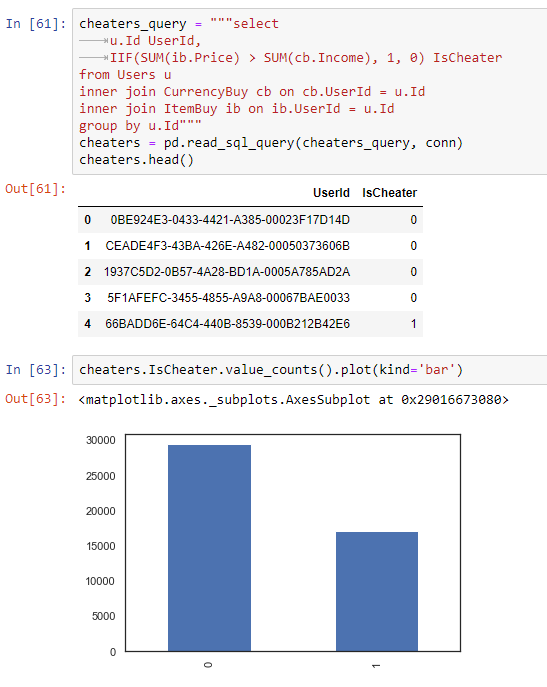 In [61]: cheaters_query = """select
u.Id UserId,
IIF(SUM(ib.Price) > SUM(cb.Income), 1, 0) IsCheater
from Users u
inner join CurrencyBuy cb on cb.UserId = u.Id
inner join ItemBuy ib on ib.UserId = u.Id
group by u.Id"""
cheaters = pd.read_sql_query(cheaters_query, conn)
cheaters.head()
Out[61]:
UserId IsCheater
0 0BE924E3-0433-4421-A385-00023F17D14D 0
1 CEADE4F3-43BA-426E-A482-00050373606B 0
2 1937C5D2-0B57-4A28-BD1A-0005A785AD2A 0
3 5F1AFEFC-3455-4855-A9A8-00067BAE0033 0
4 66BADD6E-64C4-440B-8539-000B212B42E6 1
In [63]: cheaters.IsCheater.value_counts().plot(kind='bar')
Out[63]: <matplotlib.axes._subplots.AxesSubplot at 0x29016673080>
30000
25000
20000
15000
10000
5000
0
0 1